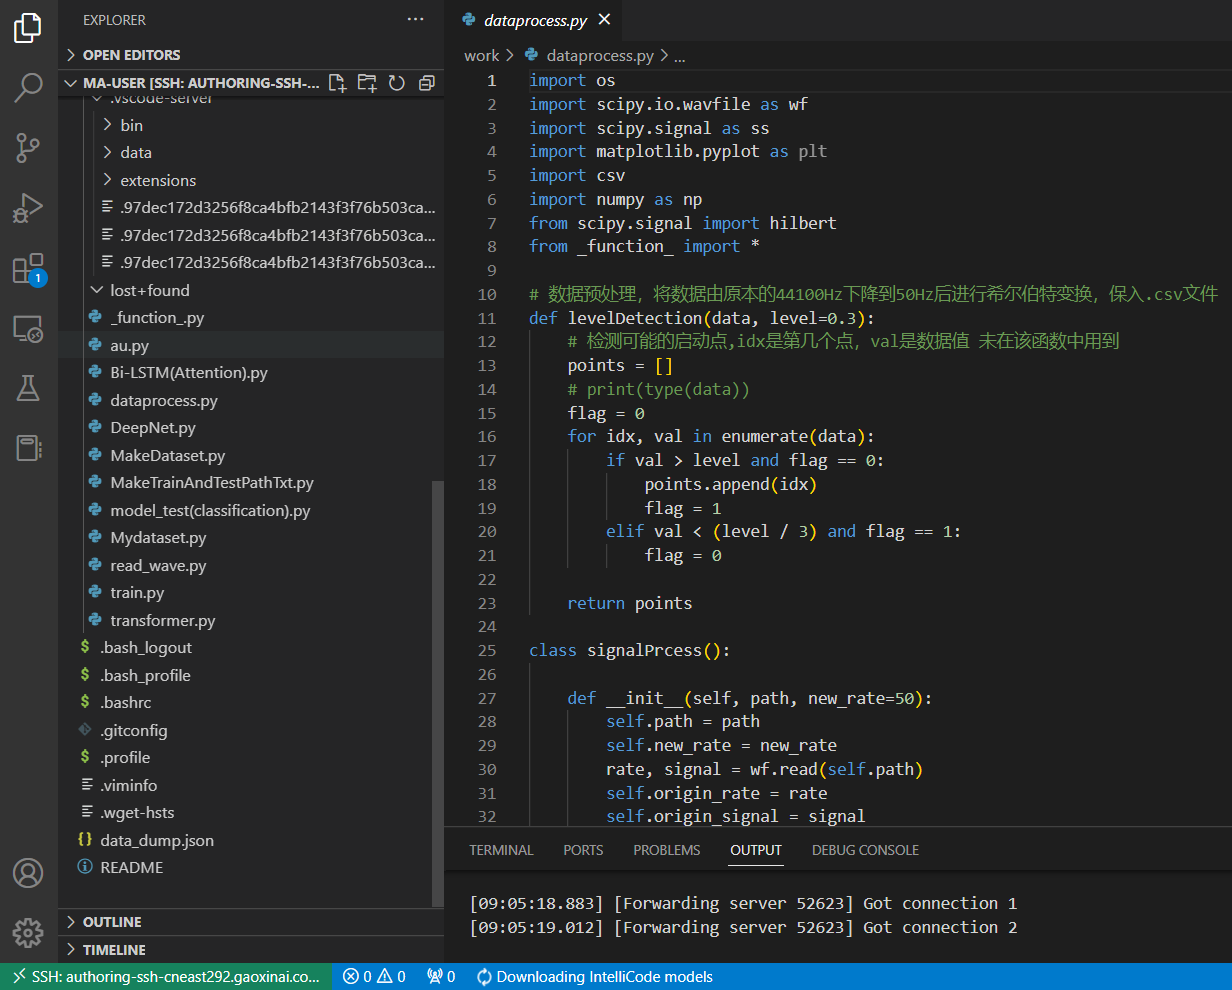 EXPLORER
OPEN EDITORS
MA-USER [SSH: AUTHORING-SSH-...
.vscode-server
bin
data
extensions
.97dec172d3256f8ca4bfb2143f3f76b503ca...
.97dec172d3256f8ca4bfb2143f3f76b503ca...
.97dec172d3256f8ca4bfb2143f3f76b503ca...
lost+found
_function_.py
au.py
Bi-LSTM(Attention).py
dataprocess.py
DeepNet.py
MakeDataset.py
MakeTrainAndTestPathTxt.py
model_test(classification).py
Mydataset.py
read_wave.py
train.py
transformer.py
.bash_logout
.bash_profile
.bashrc
.gitconfig
.profile
.viminfo
.wget-hsts
data_dump.json
README
OUTLINE
TIMELINE
1
dataprocess.py
work > dataprocess.py > ...
1 import os
2 import scipy.io.wavfile as wf
3 import scipy.signal as ss
4 import matplotlib.pyplot as plt
5 import csv
6 import numpy as np
7 from scipy.signal import hilbert
8 from _function_ import *
9
10 # 数据预处理，将数据由原本的44100Hz下降到50Hz后进行希尔伯特变换，保入.csv文件
11 def levelDetection(data, level=0.3):
12     # 检测可能的启动点,idx是第几个点，val是数据值 未在该函数中用到
13     points = []
14     # print(type(data))
15     flag = 0
16     for idx, val in enumerate(data):
17         if val > level and flag == 0:
18             points.append(idx)
19             flag = 1
20         elif val < (level / 3) and flag == 1:
21             flag = 0
22
23     return points
24
25 class signalPrcess():
26
27     def __init__(self, path, new_rate=50):
28         self.path = path
29         self.new_rate = new_rate
30         rate, signal = wf.read(self.path)
31         self.origin_rate = rate
32         self.origin_signal = signal
TERMINAL PORTS PROBLEMS OUTPUT DEBUG CONSOLE
[09:05:18.883] [Forwarding server 52623] Got connection 1
[09:05:19.012] [Forwarding server 52623] Got connection 2
SSH: authoring-ssh-cneast292.gaoxinai.co... 0 0 0 Downloading IntelliCode models